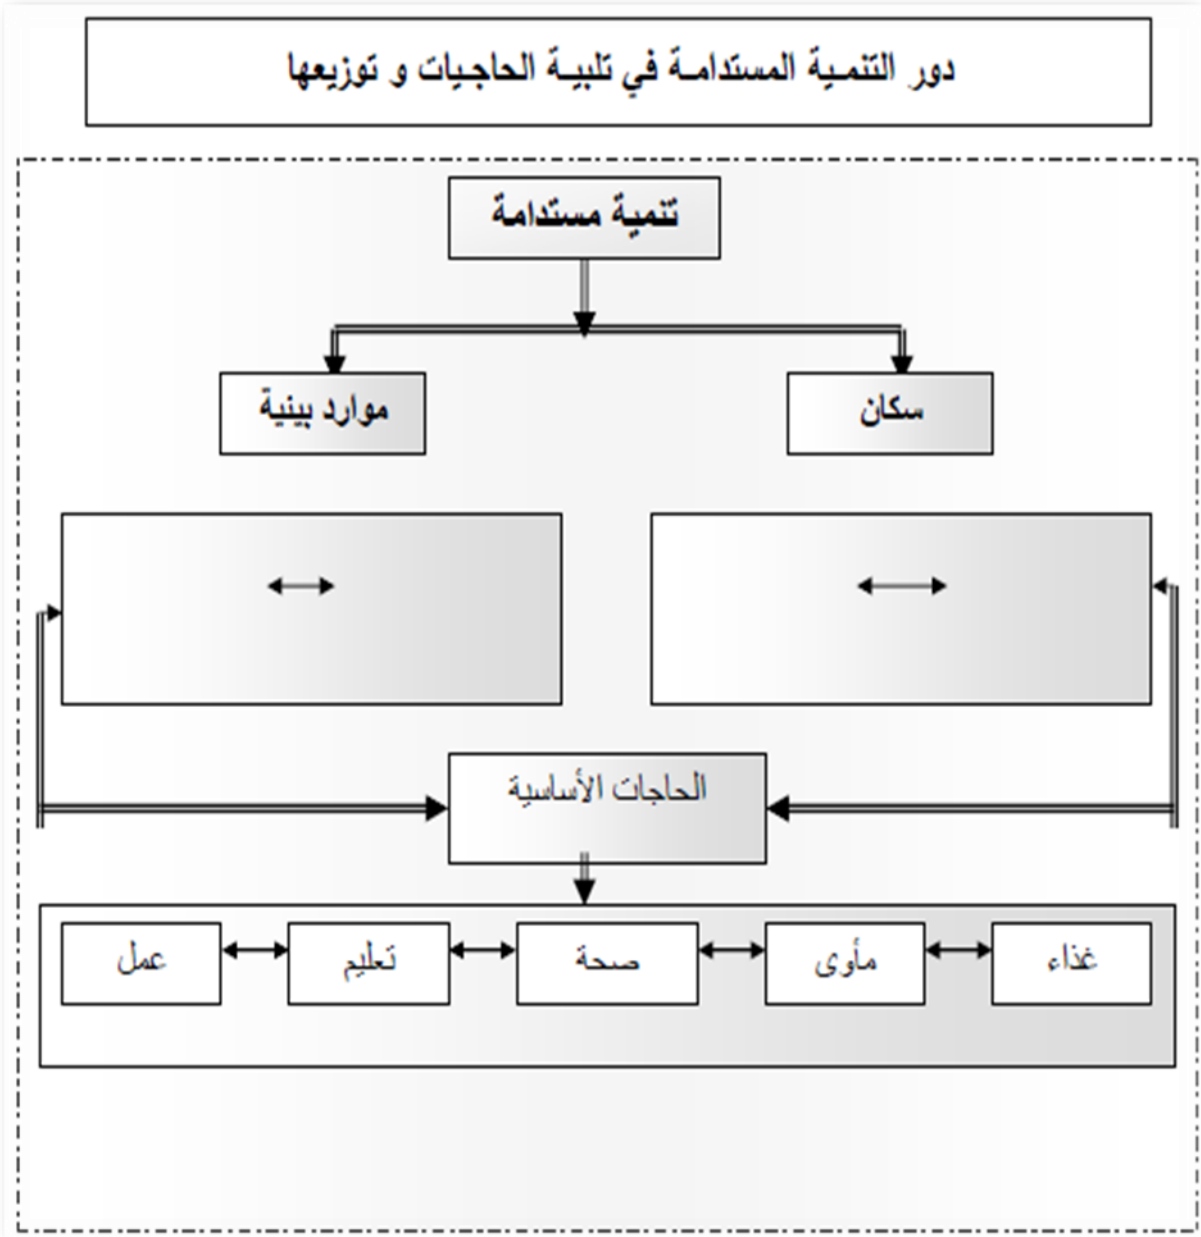 دور التنمية المستدامة في تلبية الحاجيات و توزيعها
تنمية مستدامة
سكان
موارد بيئية
الحاجات الأساسية
غذاء
مأوى
صحة
تعليم
عمل